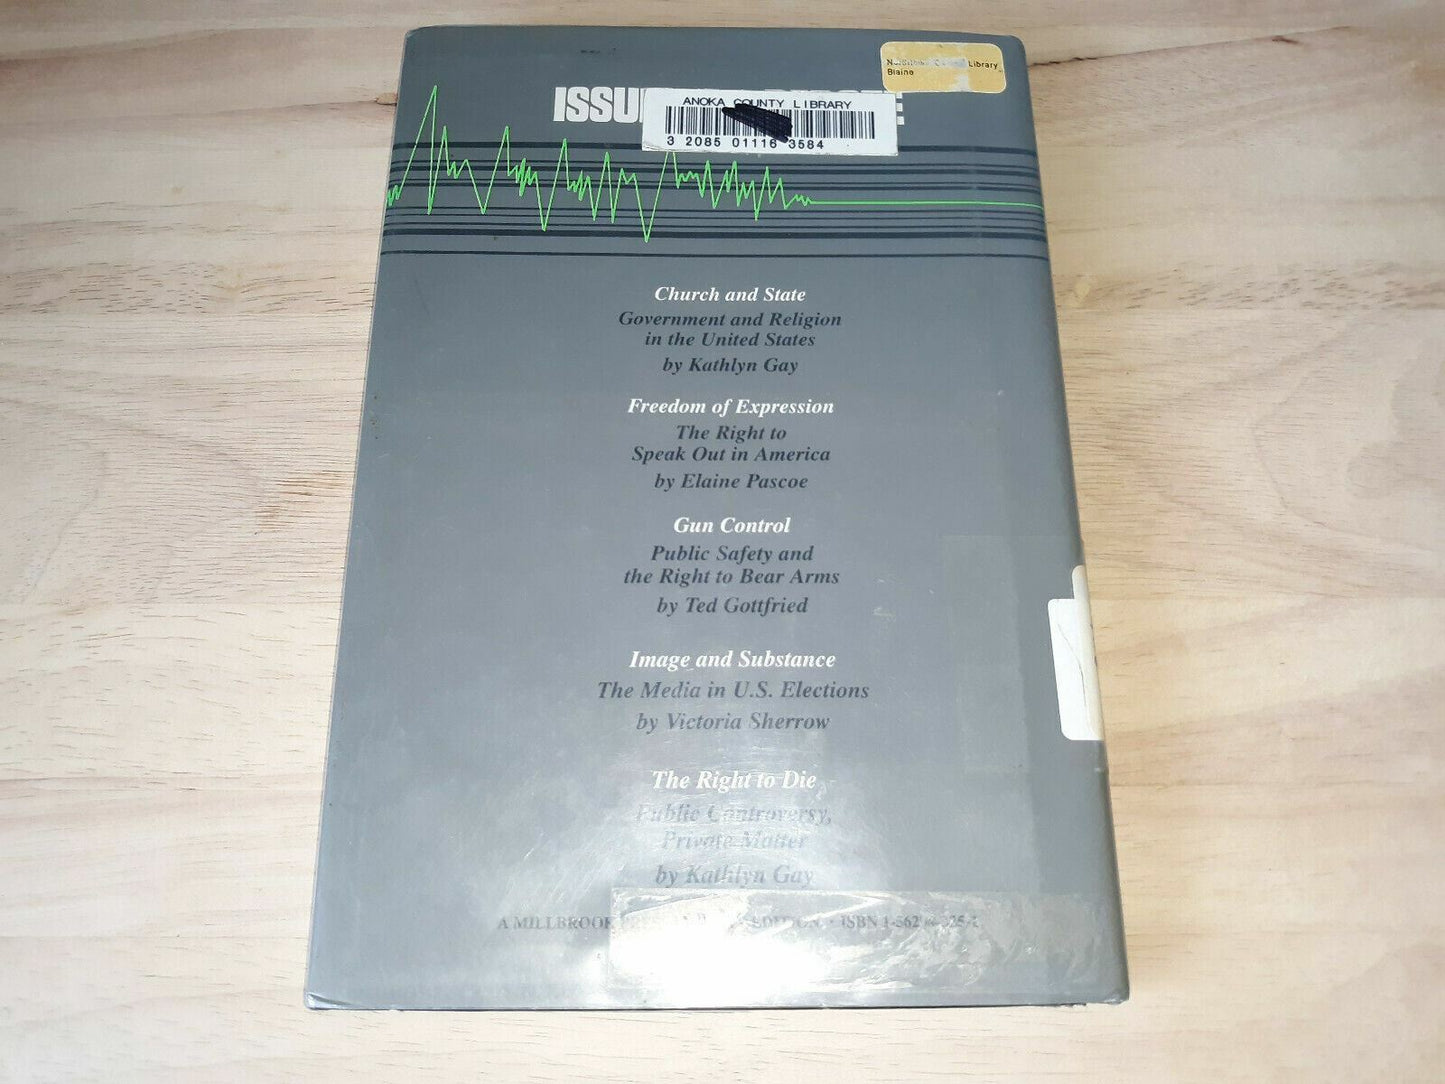 Library
Blaine
ISSU E
ANOKA COUNTY LIBRARY
3 2085 01116 3584
Church and State
Government and Religion
in the United States
by Kathlyn Gay
Freedom of Expression
The Right to
Speak Out in America
by Elaine Pascoe
Gun Control
Public Safety and
the Right to Bear Arms
by Ted Gottfried
Image and Substance
The Media in U.S. Elections
by Victoria Sherrow
The Right to Die
Public Controversy,
Private Matter
by Kathlyn Gay
A MILLBROOK EDITION • ISBN